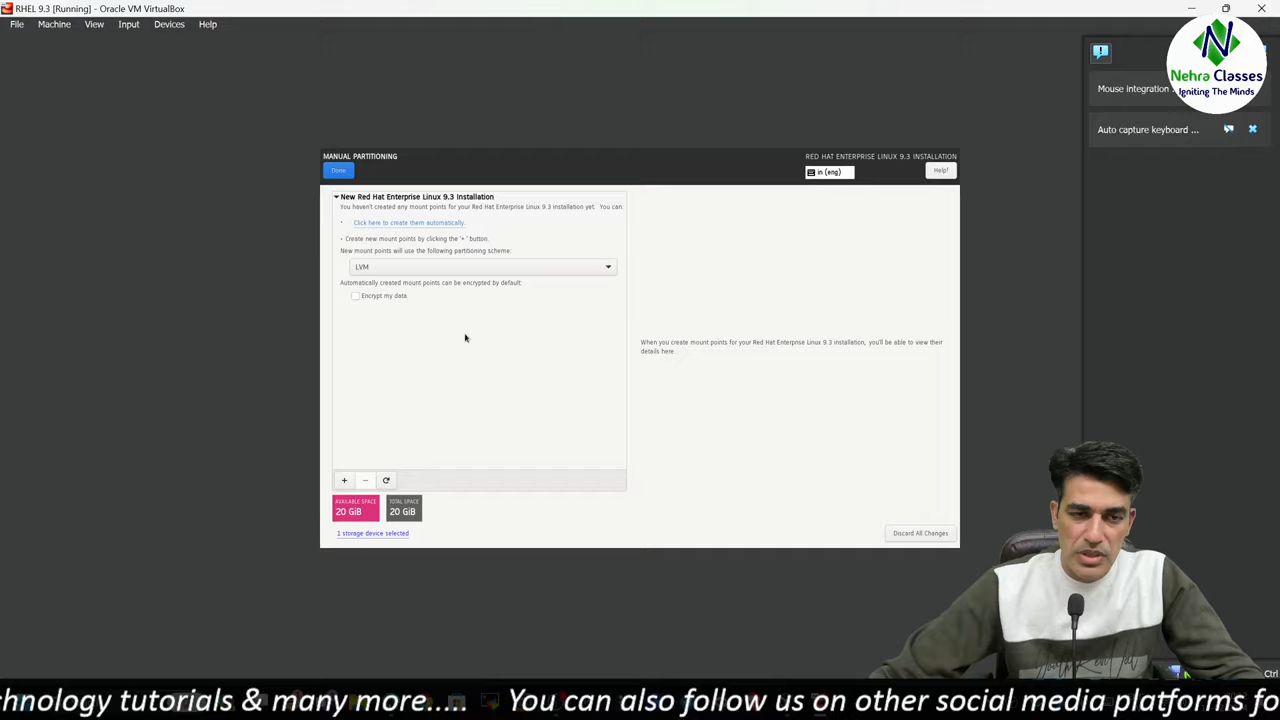 RHEL 9.3 [Running] - Oracle VM VirtualBox
File Machine View Input Devices Help
Nehra Classes
Igniting The Minds
Mouse integration
Auto capture keyboard ...
MANUAL PARTITIONING
RED HAT ENTERPRISE LINUX 9.3 INSTALLATION
Done
in (eng)
Help!
New Red Hat Enterprise Linux 9.3 Installation
You haven't created any mount points for your Red Hat Enterprise Linux 9.3 installation yet. You can:
• Click here to create them automatically.
• Create new mount points by clicking the '+' button.
New mount points will use the following partitioning scheme:
LVM
Automatically created mount points can be encrypted by default:
Encrypt my data.
When you create mount points for your Red Hat Enterprise Linux 9.3 installation, you'll be able to view their
details here.
AVAILABLE SPACE
20 GiB
TOTAL SPACE
20 GiB
1 storage device selected
Discard All Changes
Ctrl
chnology tutorials & many more..... You can also follow us on other social media platforms fo